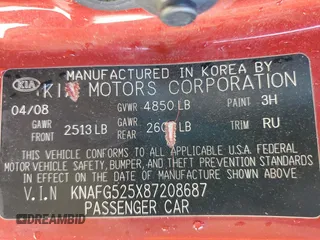 MANUFACTURED IN KOREA BY
KIA KIA MOTORS CORPORATION
04/08 GVWR 4850 LB PAINT 3H
GAWR FRONT 2513 LB GAWR REAR LB TRIM RU
THIS VEHICLE CONFORMS TO ALL APPLICABLE U.S.A. FEDERAL
MOTOR VEHICLE SAFETY, BUMPER, AND THEFT PREVENTION STANDARDS
IN EFFECT ON THE DATE OF MANUFACTURE SHOWN ABOVE.
V.I.N KNAFG525X87208687
PASSENGER CAR
DREAMBID